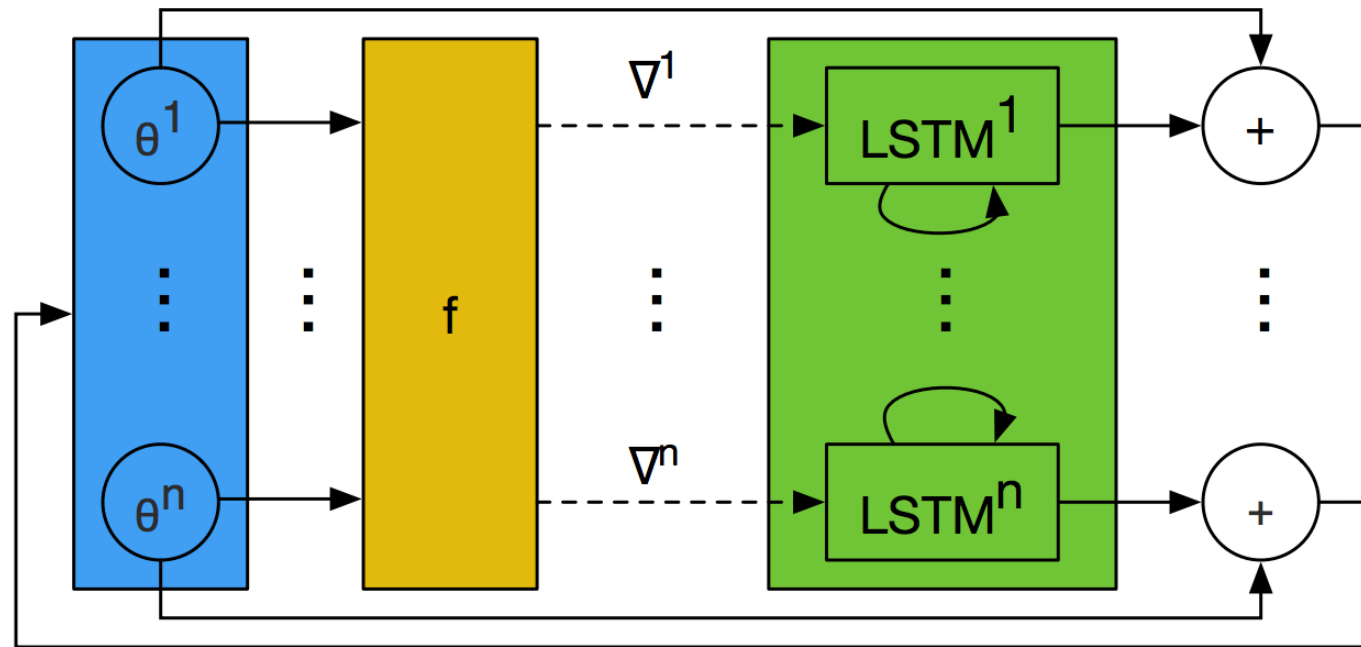 ∇¹
θ¹
LSTM¹
+
f
∇ⁿ
θⁿ
LSTMⁿ
+